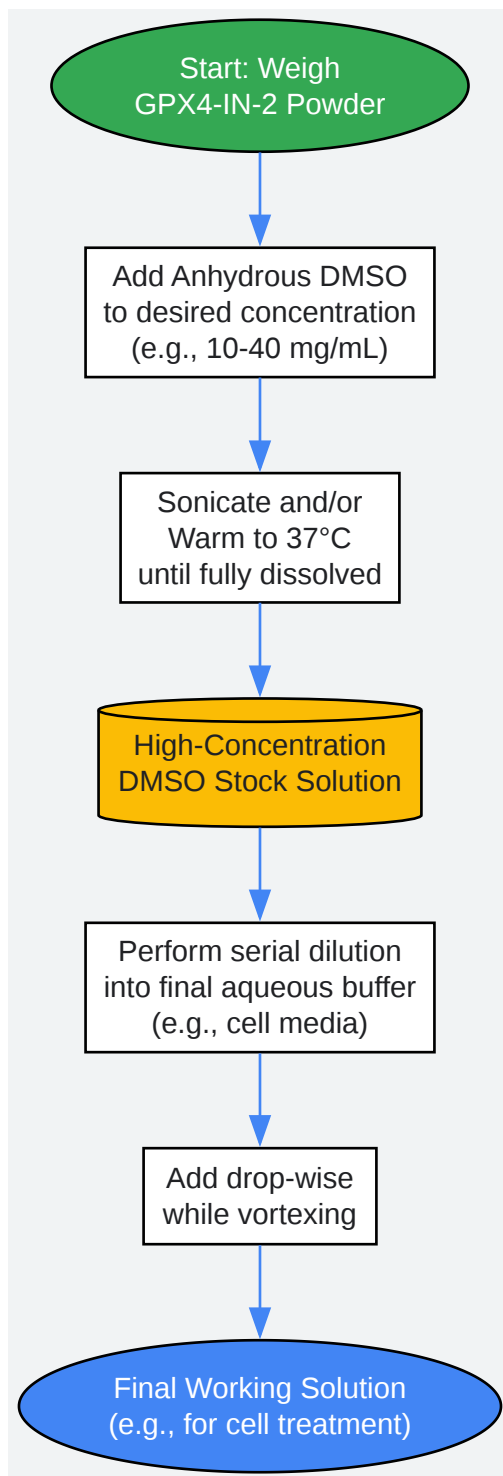 Start: Weigh
GPX4-IN-2 Powder
Add Anhydrous DMSO
to desired concentration
(e.g., 10-40 mg/mL)
Sonicate and/or
Warm to 37°C
until fully dissolved
High-Concentration
DMSO Stock Solution
Perform serial dilution
into final aqueous buffer
(e.g., cell media)
Add drop-wise
while vortexing
Final Working Solution
(e.g., for cell treatment)